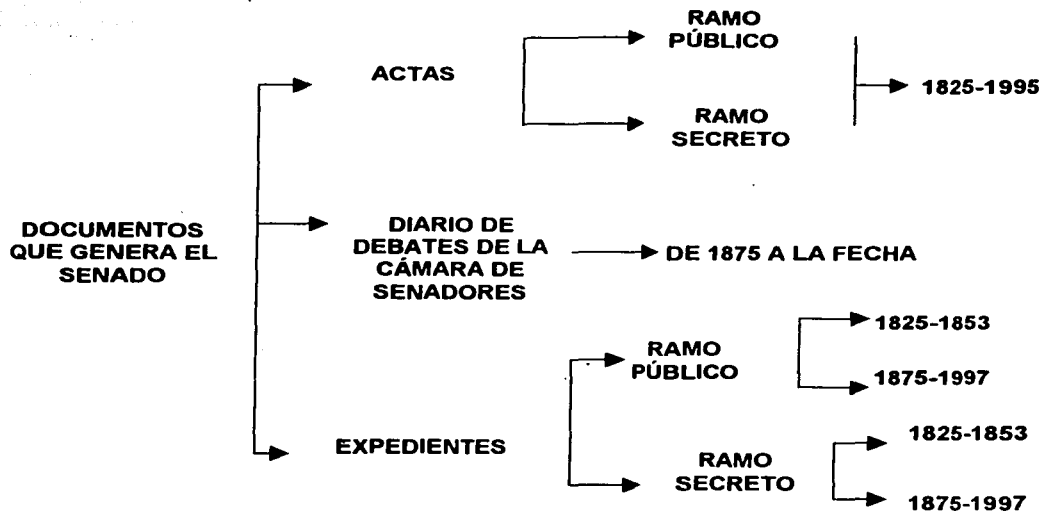 DOCUMENTOS
QUE GENERA EL
SENADO
ACTAS
RAMO
PÚBLICO
RAMO
SECRETO
1825-1995
DIARIO DE
DEBATES DE LA
CÁMARA DE
SENADORES
DE 1875 A LA FECHA
EXPEDIENTES
RAMO
PÚBLICO
1825-1853
1875-1997
RAMO
SECRETO
1825-1853
1875-1997